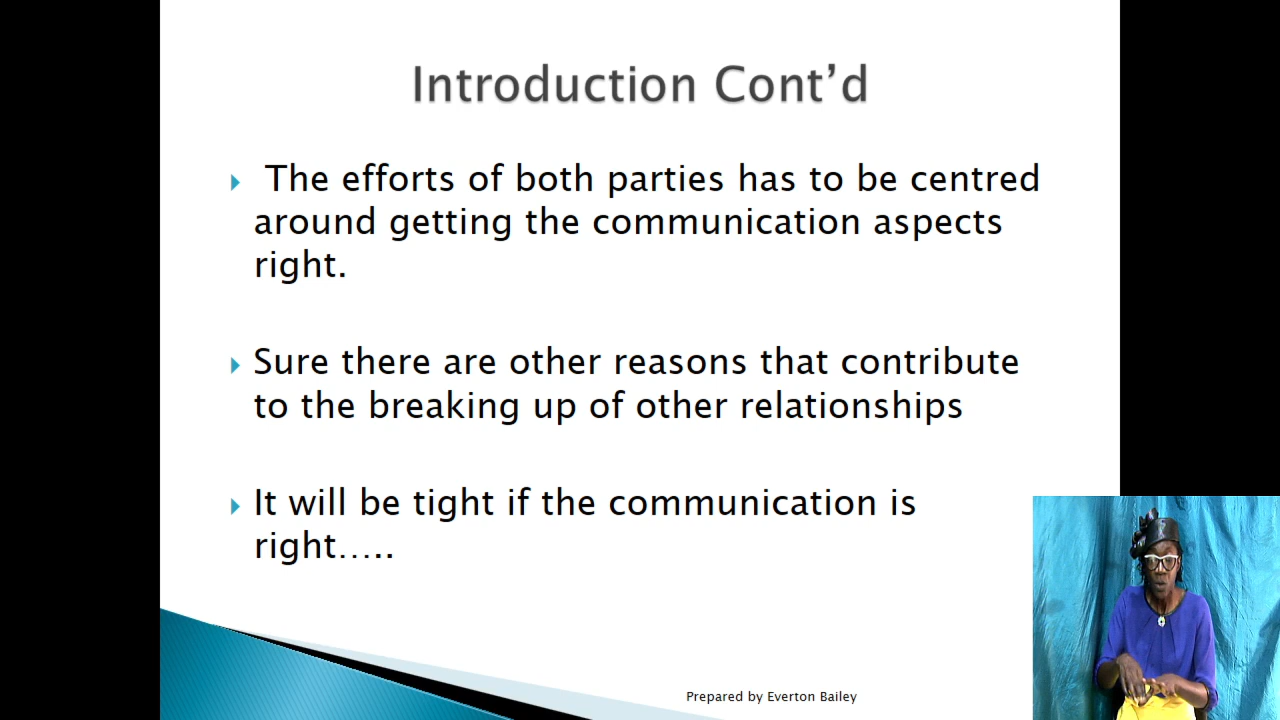 Introduction Cont’d
The efforts of both parties has to be centred
around getting the communication aspects
right.
Sure there are other reasons that contribute
to the breaking up of other relationships
It will be tight if the communication is
right…..
Prepared by Everton Bailey